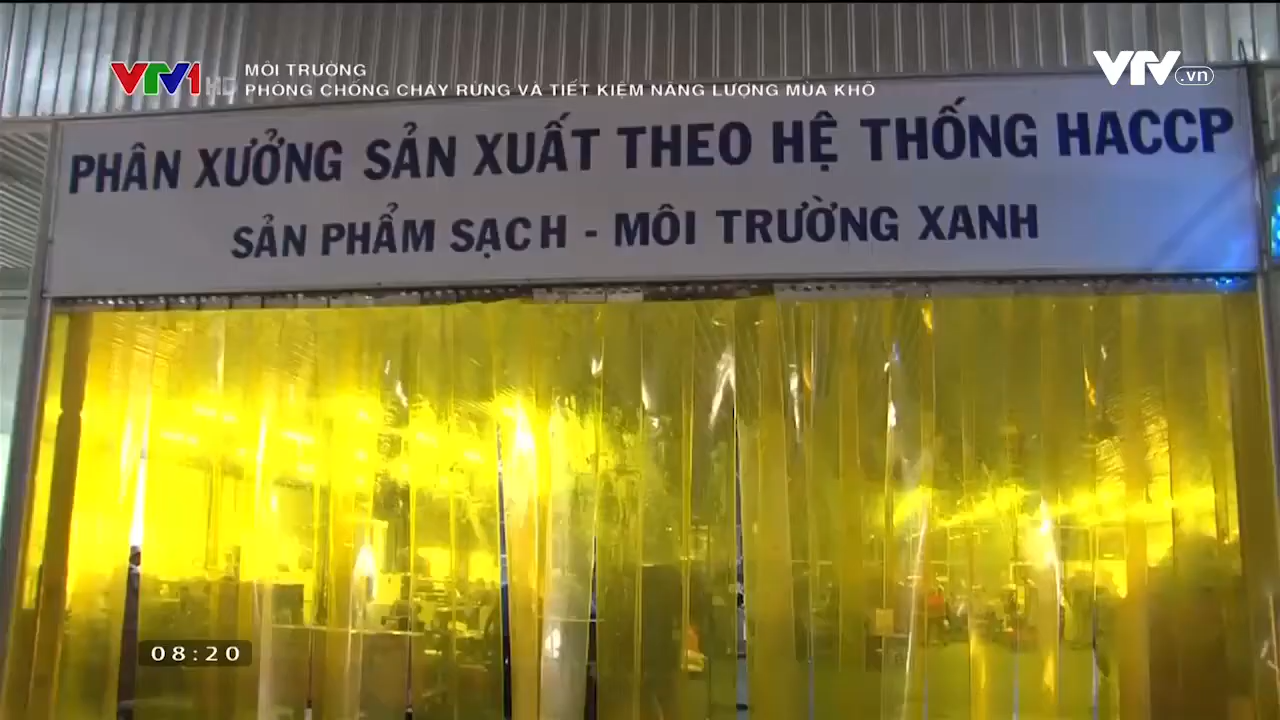 VTV1 HD
MÔI TRƯỜNG
PHÒNG CHỐNG CHÁY RỪNG VÀ TIẾT KIỆM NĂNG LƯỢNG MÙA KHÔ
VTV.vn
PHÂN XƯỞNG SẢN XUẤT THEO HỆ THỐNG HACCP
SẢN PHẨM SẠCH - MÔI TRƯỜNG XANH
08:20